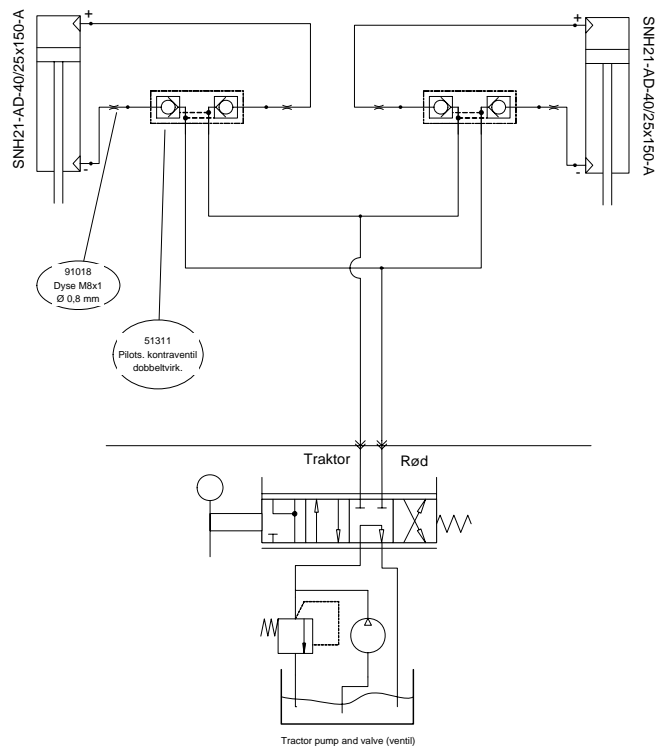 SNH21-AD-40/25x150-A
+
-
+
-
SNH21-AD-40/25x150-A
91018
Dyse M8x1
Ø 0,8 mm
51311
Pilots. kontraventil
dobbeltvirk.
Traktor
Rød
Tractor pump and valve (ventil)